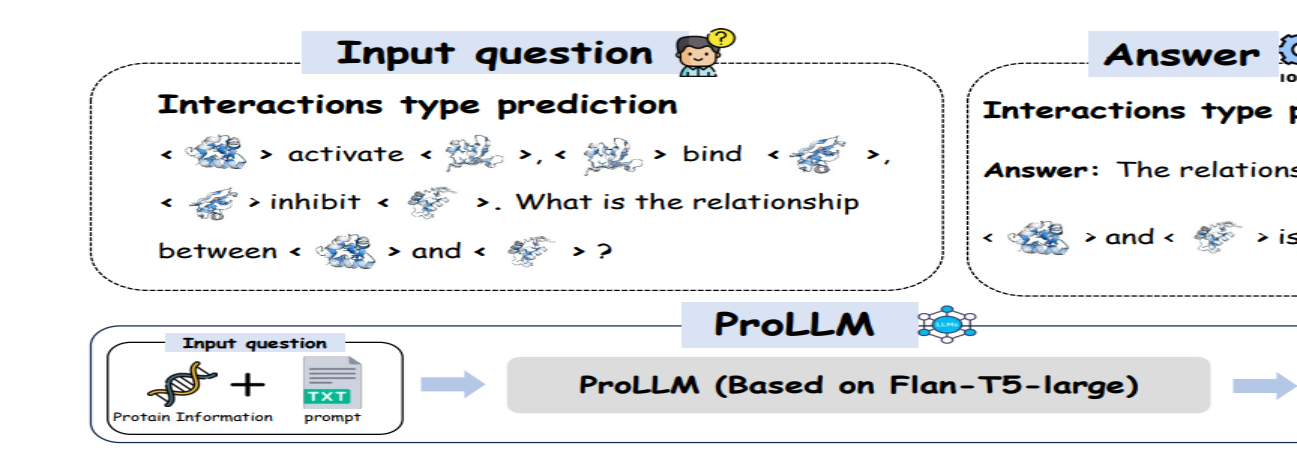 Input question
Interactions type prediction
< > activate < >, < > bind < >,
< > inhibit < >. What is the relationship
between < > and < > ?
Answer
Interactions type
Answer: The
< > and < > is
ProLLM
LLMs
Input question
TXT
Protain Information
prompt
ProLLM (Based on Flan-T5-large)